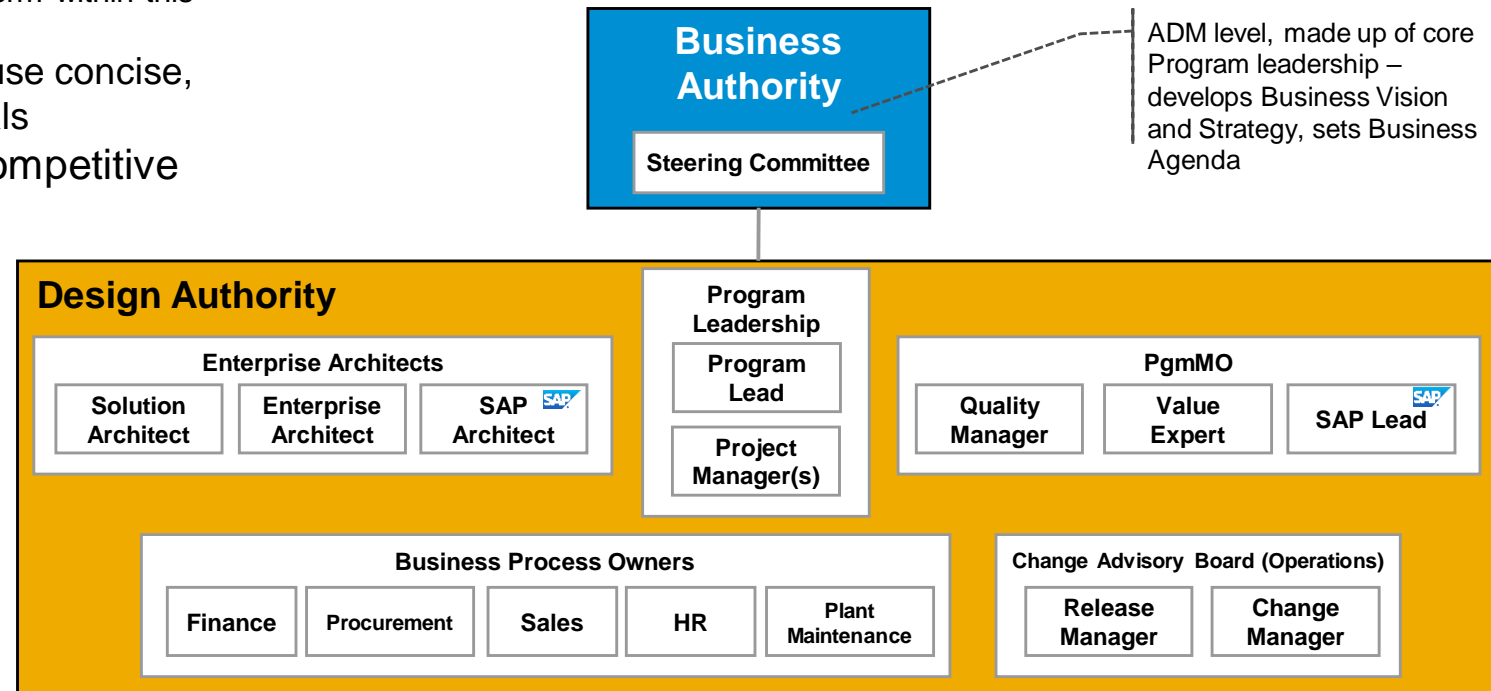 use concise,
ompetitive
Business
Authority
Steering Committee
ADM level, made up of core
Program leadership –
develops Business Vision
and Strategy, sets Business
Agenda
Design Authority
Enterprise Architects
Solution
Architect
Enterprise
Architect
SAP
Architect
SAP
Program
Leadership
Program
Lead
Project
Manager(s)
PgmMO
Quality
Manager
Value
Expert
SAP Lead
SAP
Business Process Owners
Finance
Procurement
Sales
HR
Plant
Maintenance
Change Advisory Board (Operations)
Release
Manager
Change
Manager